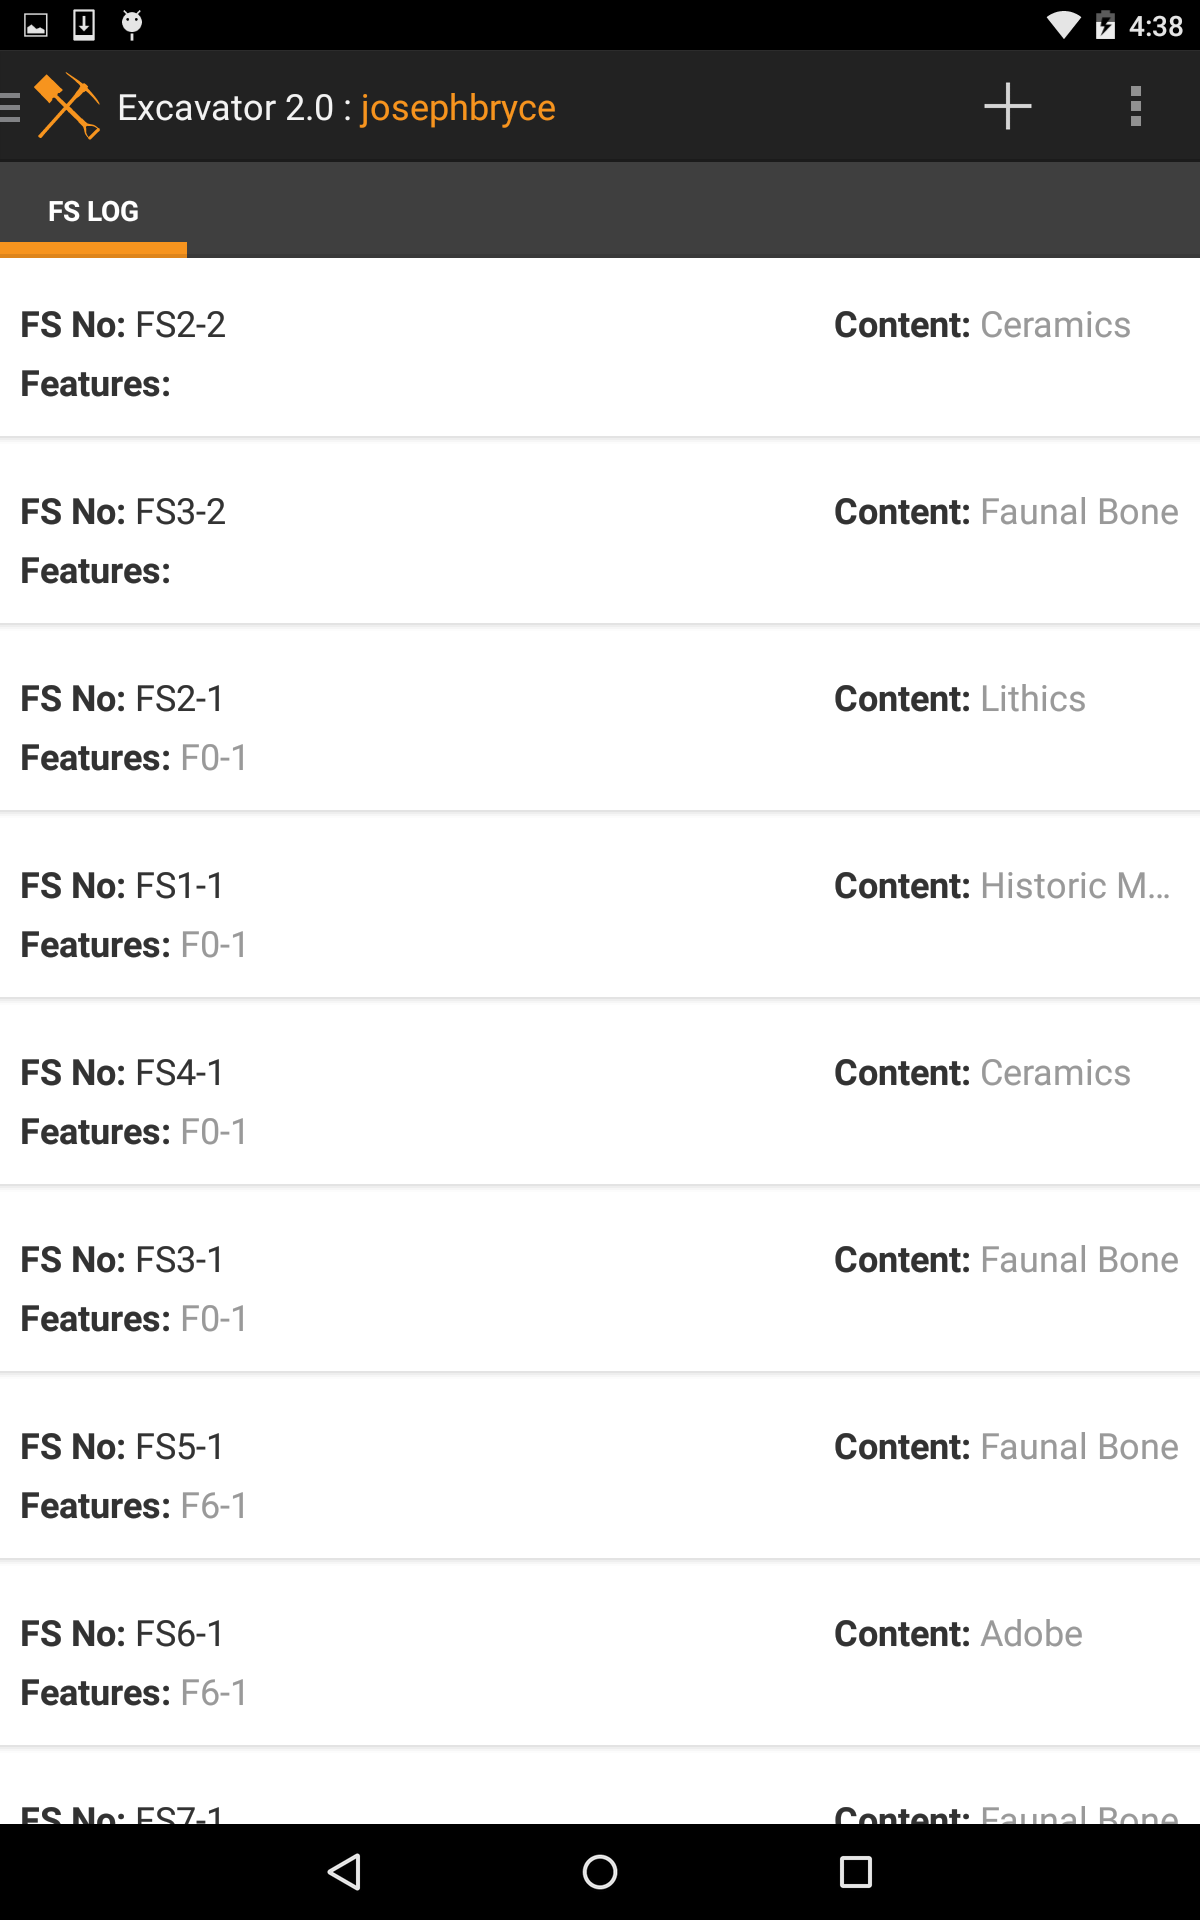 4:38
Excavator 2.0 : josephbryce
FS LOG
FS No: FS2-2 Content: Ceramics
Features:
FS No: FS3-2 Content: Faunal Bone
Features:
FS No: FS2-1 Content: Lithics
Features: F0-1
FS No: FS1-1 Content: Historic M...
Features: F0-1
FS No: FS4-1 Content: Ceramics
Features: F0-1
FS No: FS3-1 Content: Faunal Bone
Features: F0-1
FS No: FS5-1 Content: Faunal Bone
Features: F6-1
FS No: FS6-1 Content: Adobe
Features: F6-1
FS No: FS7-1 Content: Faunal Bone